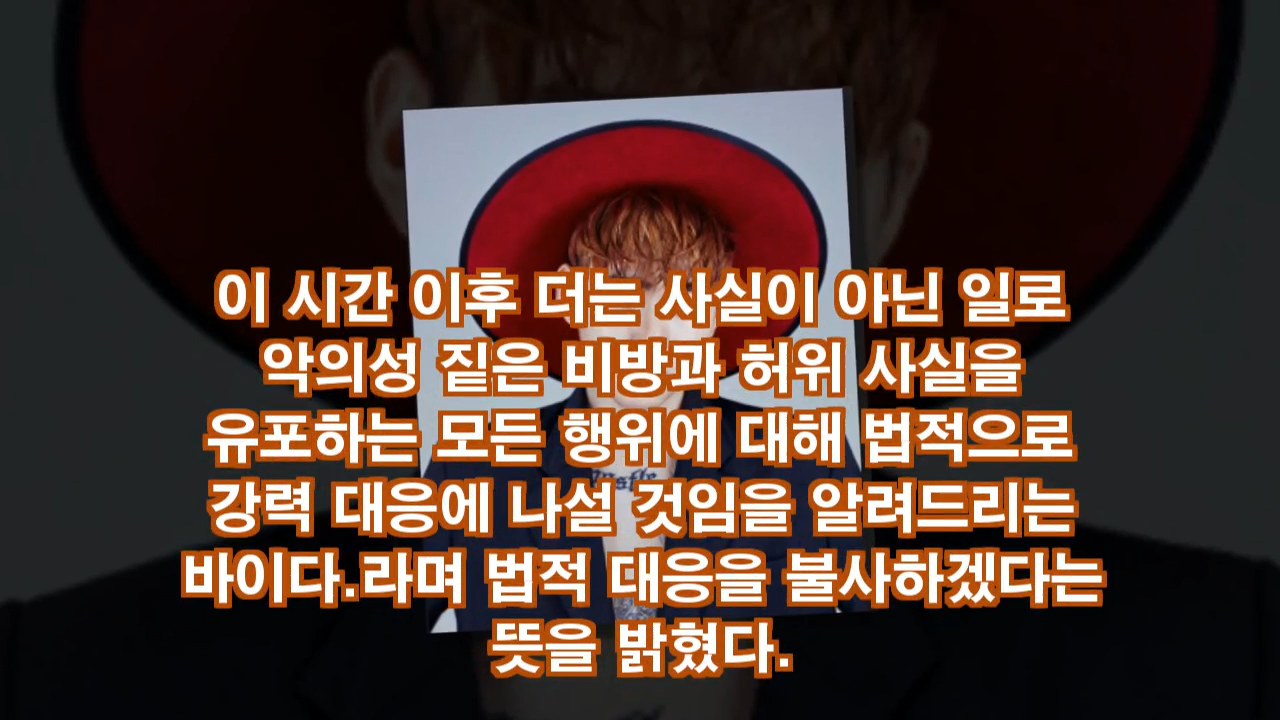 이 시간 이후 더는 사실이 아닌 일로
악의성 짙은 비방과 허위 사실을
유포하는 모든 행위에 대해 법적으로
강력 대응에 나설 것임을 알려드리는
바이다.라며 법적 대응을 불사하겠다는
뜻을 밝혔다.